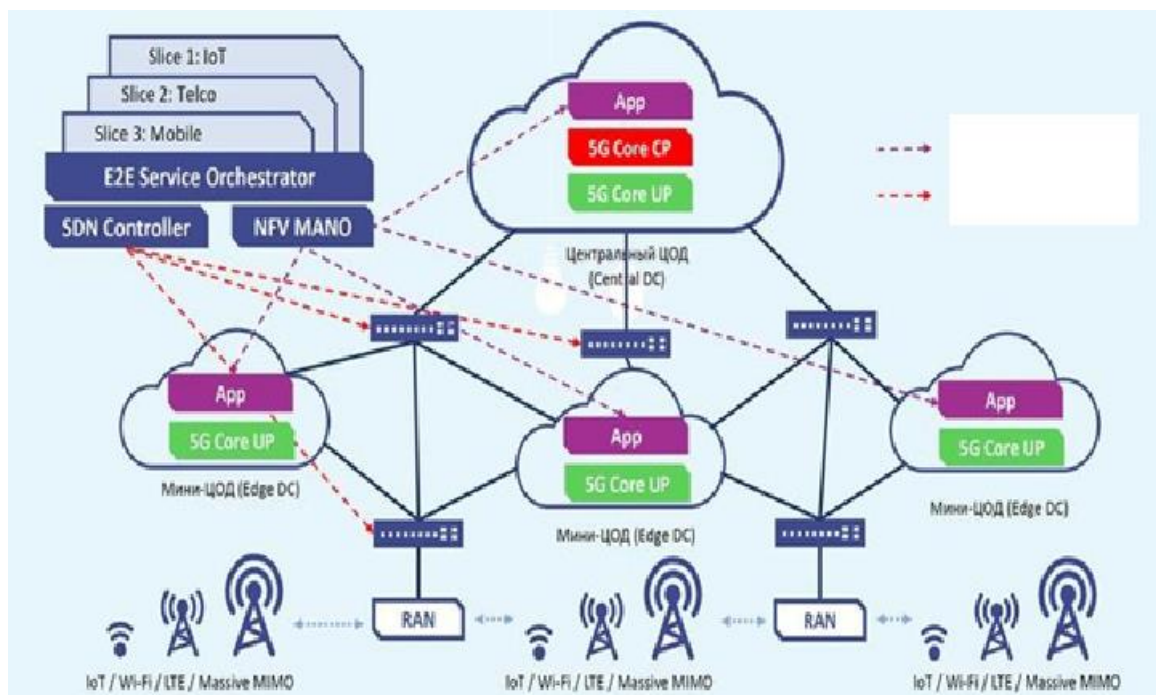 Slice 1: IoT
Slice 2: Telco
Slice 3: Mobile
E2E Service Orchestrator
SDN Controller
NFV MANO
App
5G Core CP
5G Core UP
Центральный ЦОД
(Central DC)
App
5G Core UP
Мини-ЦОД (Edge DC)
App
5G Core UP
Мини-ЦОД (Edge DC)
App
5G Core UP
Мини-ЦОД (Edge DC)
RAN
RAN
IoT / Wi-Fi / LTE / Massive MIMO
IoT / Wi-Fi / LTE / Massive MIMO
IoT / Wi-Fi / LTE / Massive MIMO